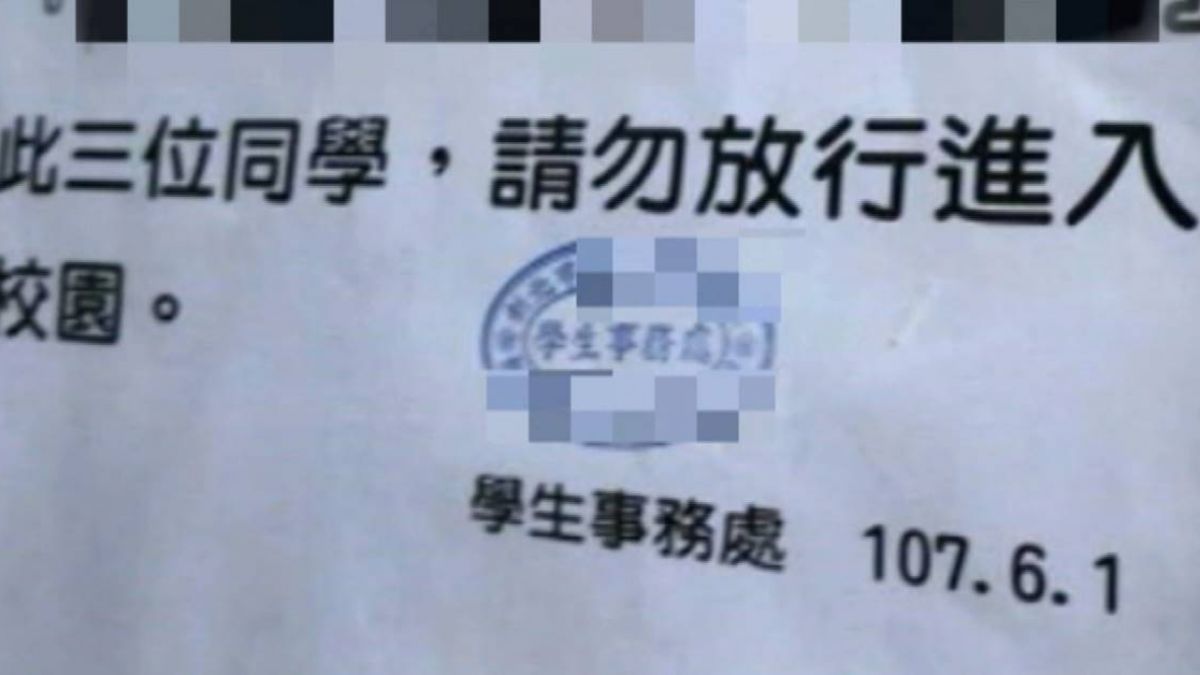 此三位同學，請勿放行進入
校園。
學生事務處
學生事務處 107.6.1